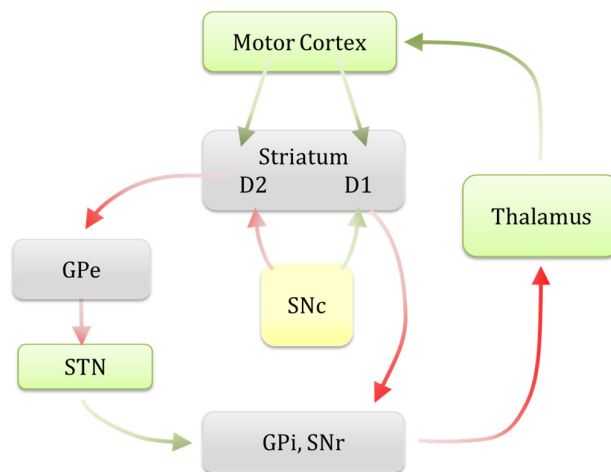 Motor Cortex
Striatum
D2 D1
Thalamus
GPe
SNc
STN
GPi, SNr